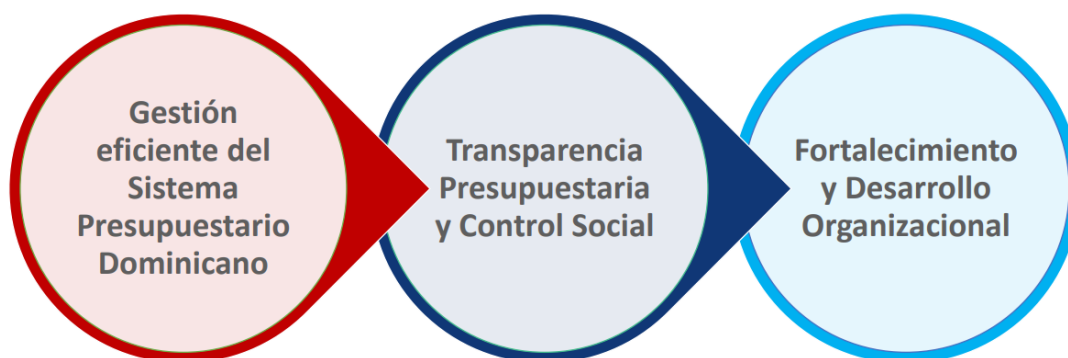 Gestión
eficiente del
Sistema
Presupuestario
Dominicano
Transparencia
Presupuestaria
y Control Social
Fortalecimiento
y Desarrollo
Organizacional